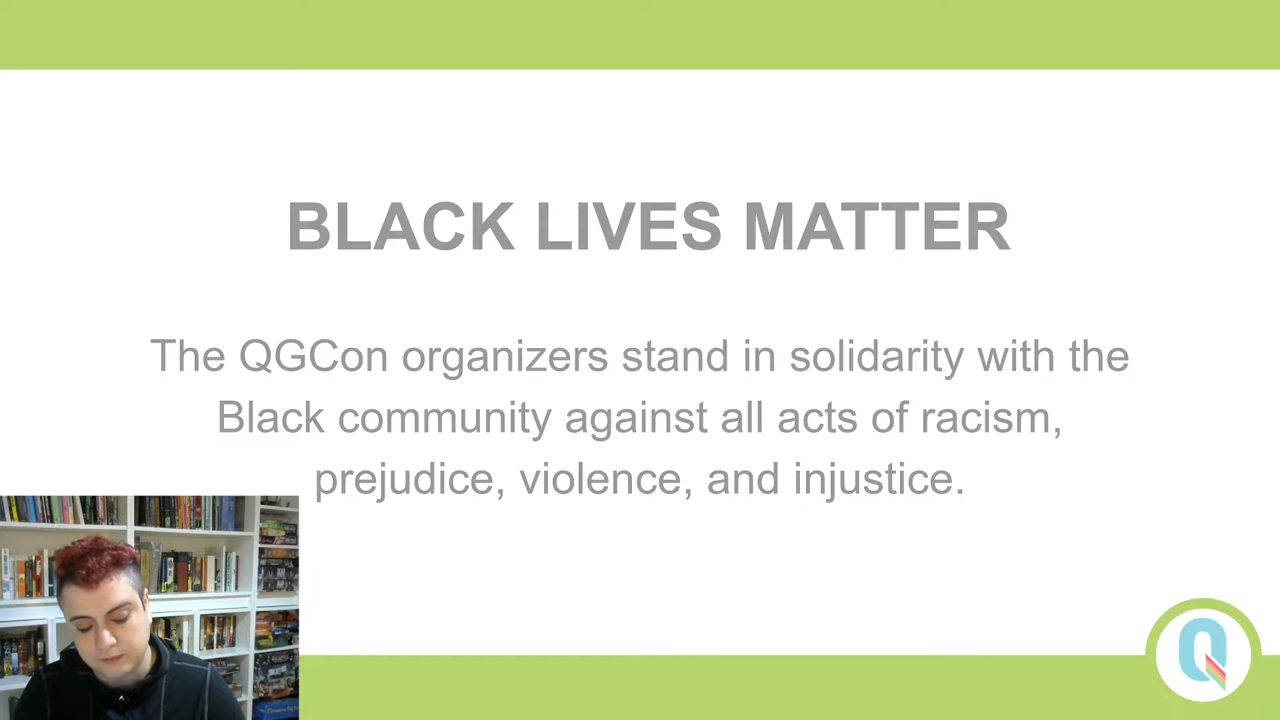 BLACK LIVES MATTER
The QGCon organizers stand in solidarity with the
Black community against all acts of racism,
prejudice, violence, and injustice.
Q